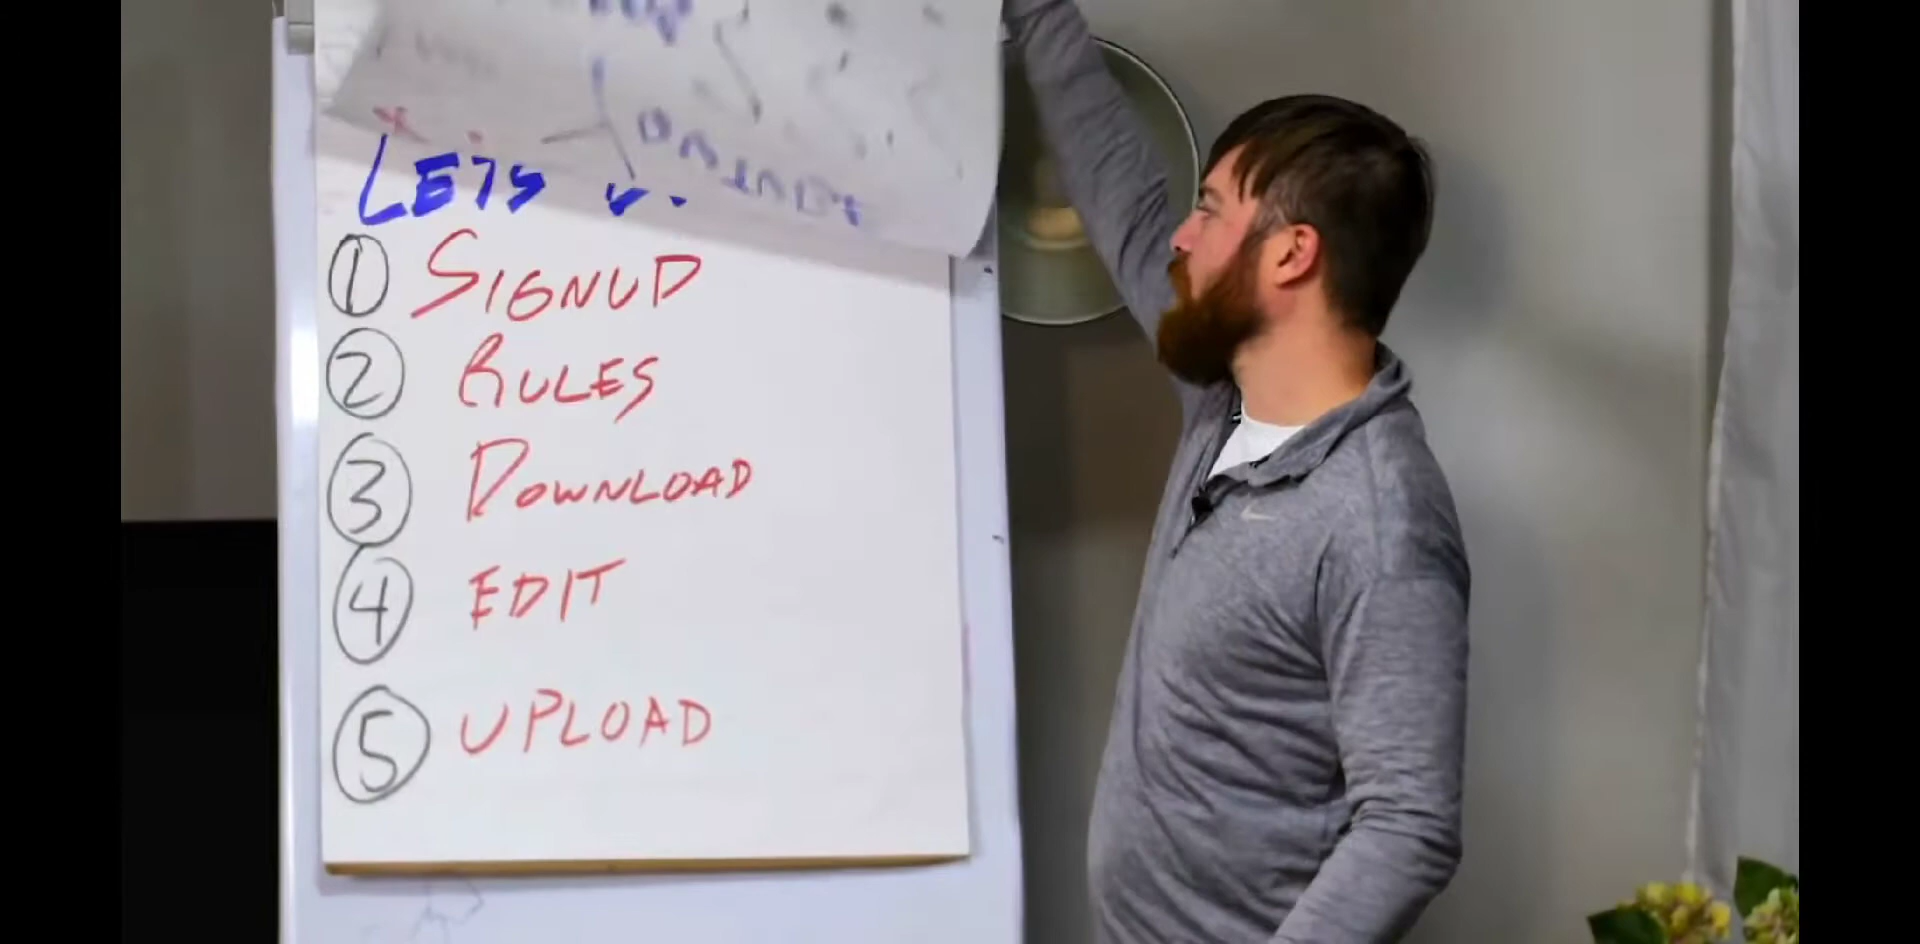 LETS
① SIGNUP
② RULES
③ DOWNLOAD
④ EDIT
⑤ UPLOAD